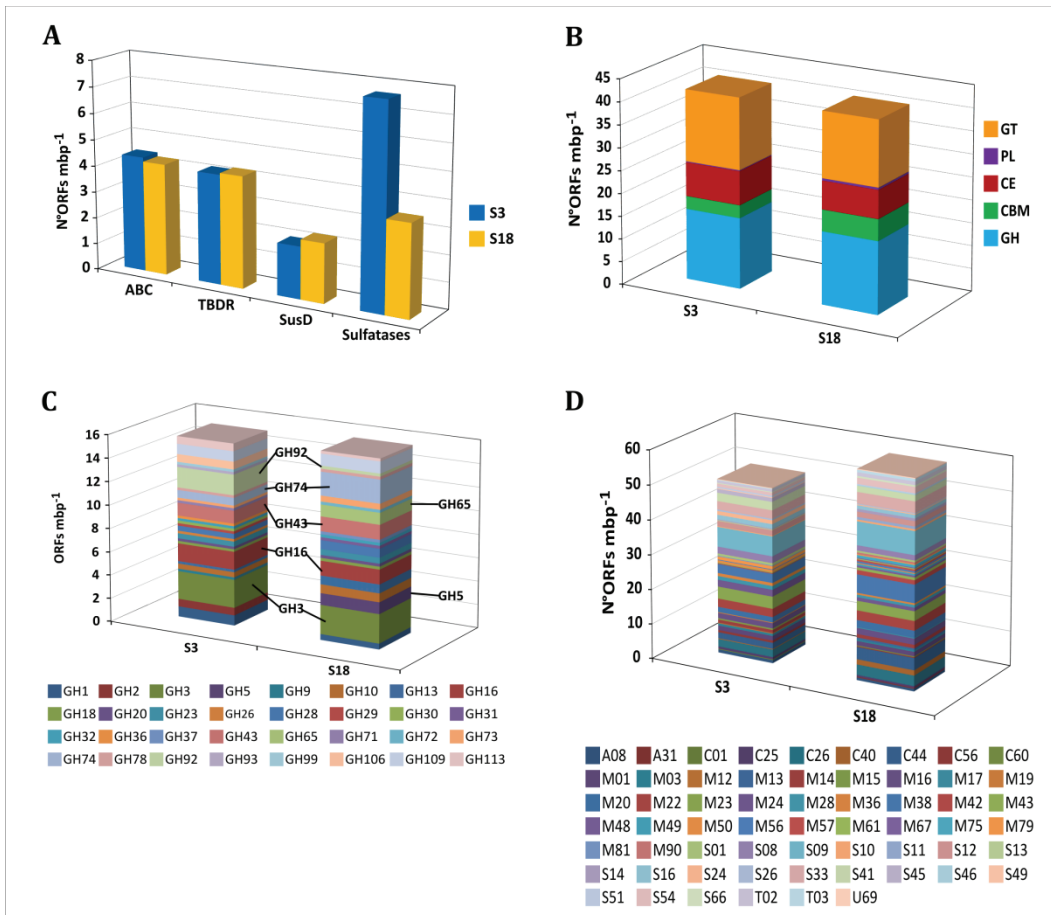 A
8
7
6
5
4
3
2
1
0
N°ORFs mbp-1
ABC
TBDR
SusD
Sulfatases
S3
S18
B
45
40
35
30
25
20
15
10
5
0
N°ORFs mbp-1
S3
S18
GT
PL
CE
CBM
GH
C
16
14
12
10
8
6
4
2
0
ORFs mbp-1
GH92
GH74
GH43
GH16
GH3
GH65
GH5
S3
S18
GH1 GH2 GH3 GH5 GH9 GH10 GH13 GH16
GH18 GH20 GH23 GH26 GH28 GH29 GH30 GH31
GH32 GH36 GH37 GH43 GH65 GH71 GH72 GH73
GH74 GH78 GH92 GH93 GH99 GH106 GH109 GH113
D
60
50
40
30
20
10
0
N°ORFs mbp-1
S3
S18
A08 A31 C01 C25 C26 C40 C44 C56 C60
M01 M03 M12 M13 M14 M15 M16 M17 M19
M20 M22 M23 M24 M28 M36 M38 M42 M43
M48 M49 M50 M56 M57 M61 M67 M75 M79
M81 M90 S01 S08 S09 S10 S11 S12 S13
S14 S16 S24 S26 S33 S41 S45 S46 S49
S51 S54 S66 T02 T03 U69